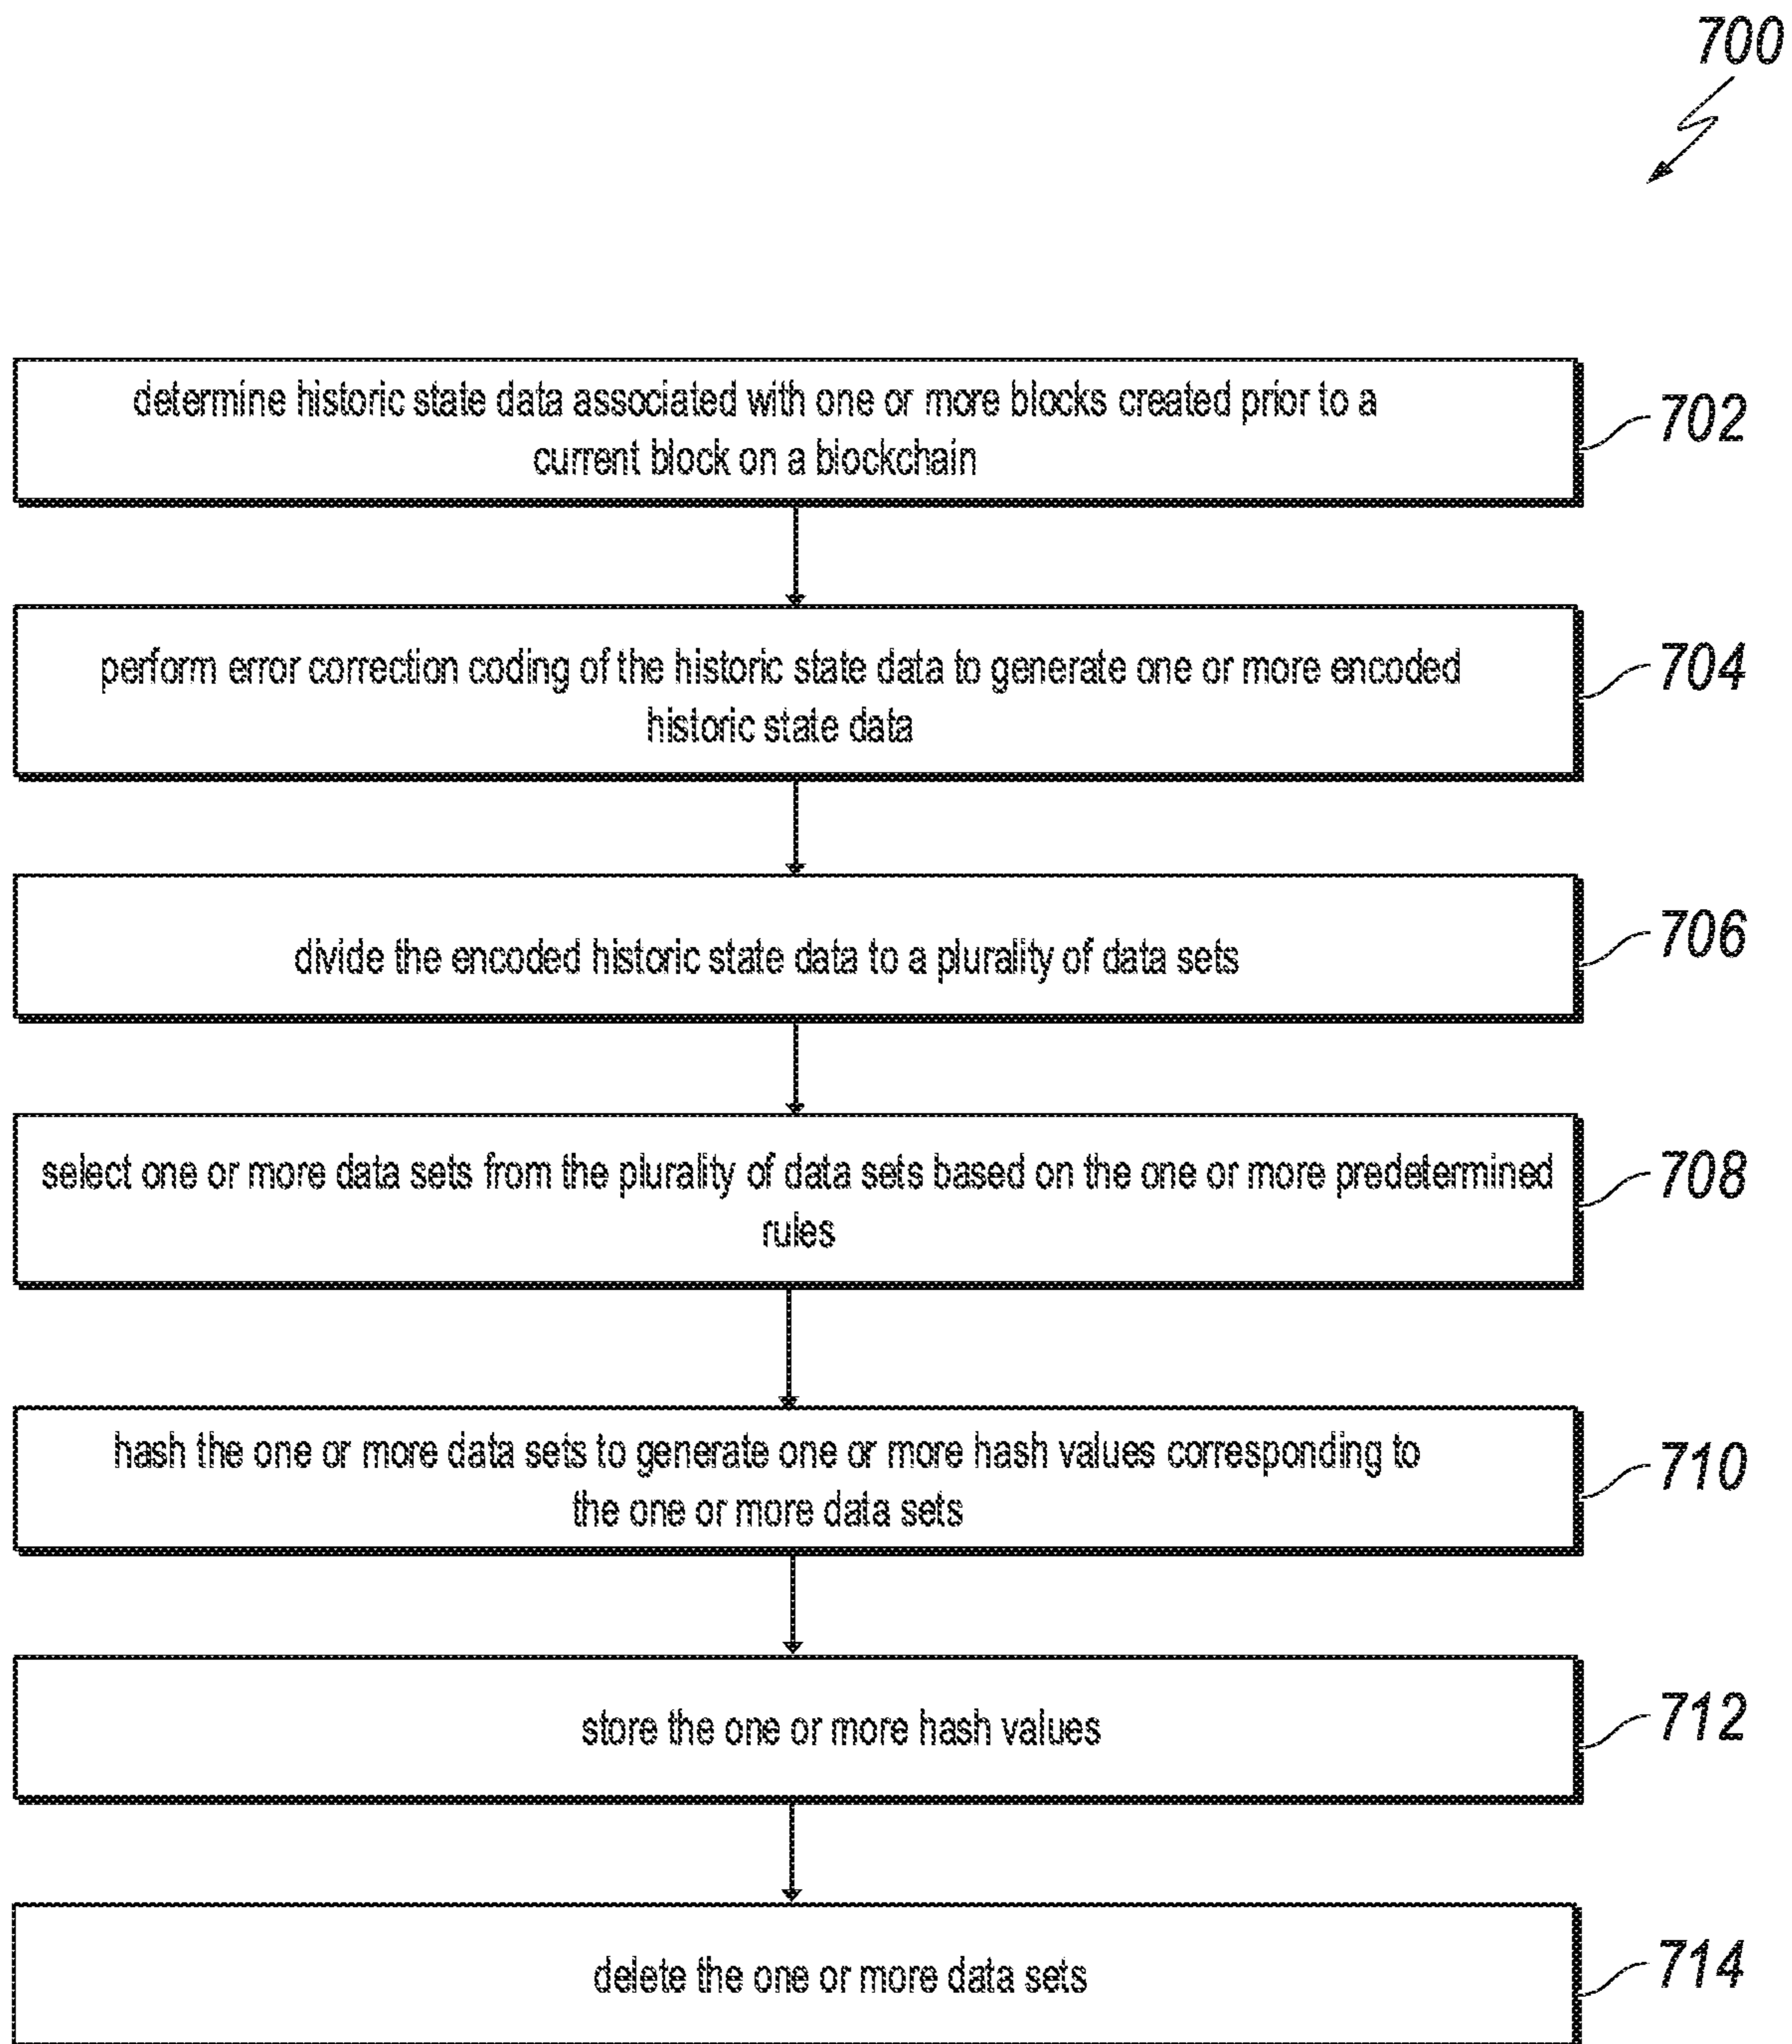 700
determine historic state data associated with one or more blocks created prior to a
current block on a blockchain
702
perform error correction coding of the historic state data to generate one or more encoded
historic state data
704
divide the encoded historic state data to a plurality of data sets
706
select one or more data sets from the plurality of data sets based on the one or more predetermined
rules
708
hash the one or more data sets to generate one or more hash values corresponding to
the one or more data sets
710
store the one or more hash values
712
delete the one or more data sets
714